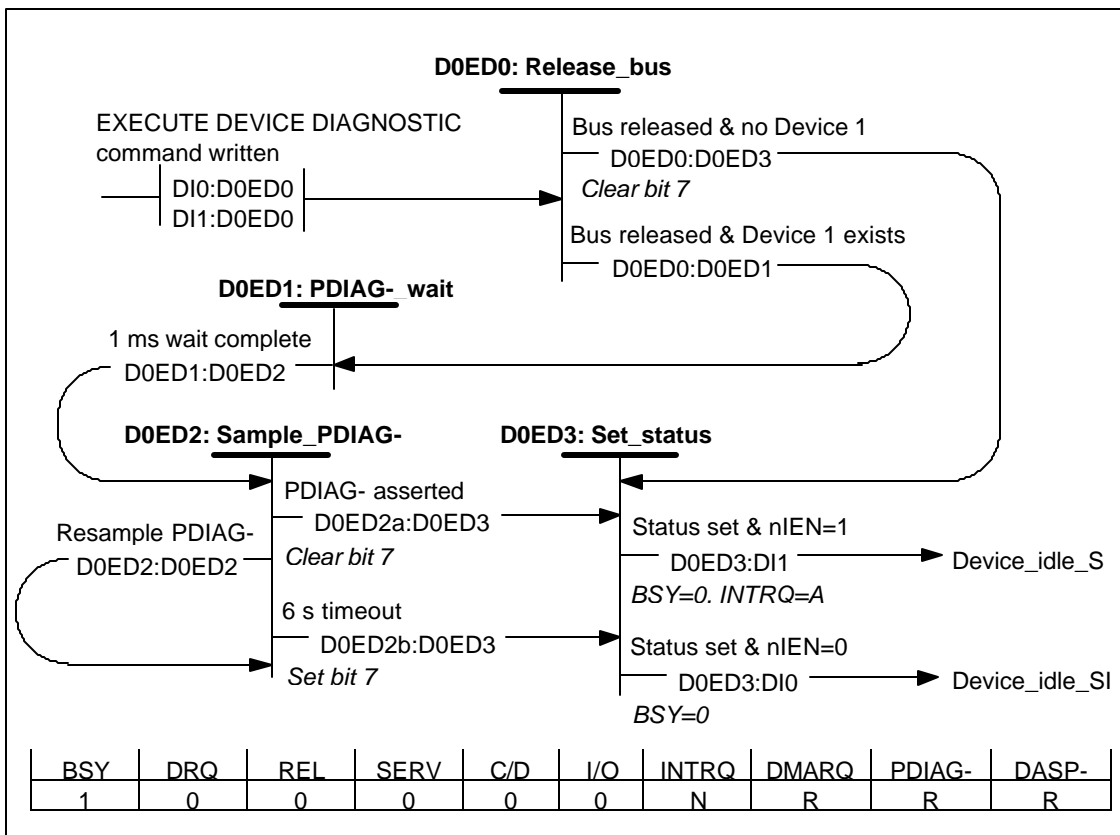 D0ED0: Release_bus
EXECUTE DEVICE DIAGNOSTIC
command written
DI0:D0ED0
DI1:D0ED0
Bus released & no Device 1
D0ED0:D0ED3
Clear bit 7
Bus released & Device 1 exists
D0ED0:D0ED1
D0ED1: PDIAG-_wait
1 ms wait complete
D0ED1:D0ED2
D0ED2: Sample_PDIAG-
D0ED3: Set_status
PDIAG- asserted
D0ED2a:D0ED3
Clear bit 7
Resample PDIAG-
D0ED2:D0ED2
6 s timeout
D0ED2b:D0ED3
Set bit 7
Status set & nIEN=1
D0ED3:DI1
Device_idle_S
BSY=0. INTRQ=A
Status set & nIEN=0
D0ED3:DI0
Device_idle_SI
BSY=0
BSY DRQ REL SERV C/D I/O INTRQ DMARQ PDIAG- DASP-
1 0 0 0 0 0 N R R R